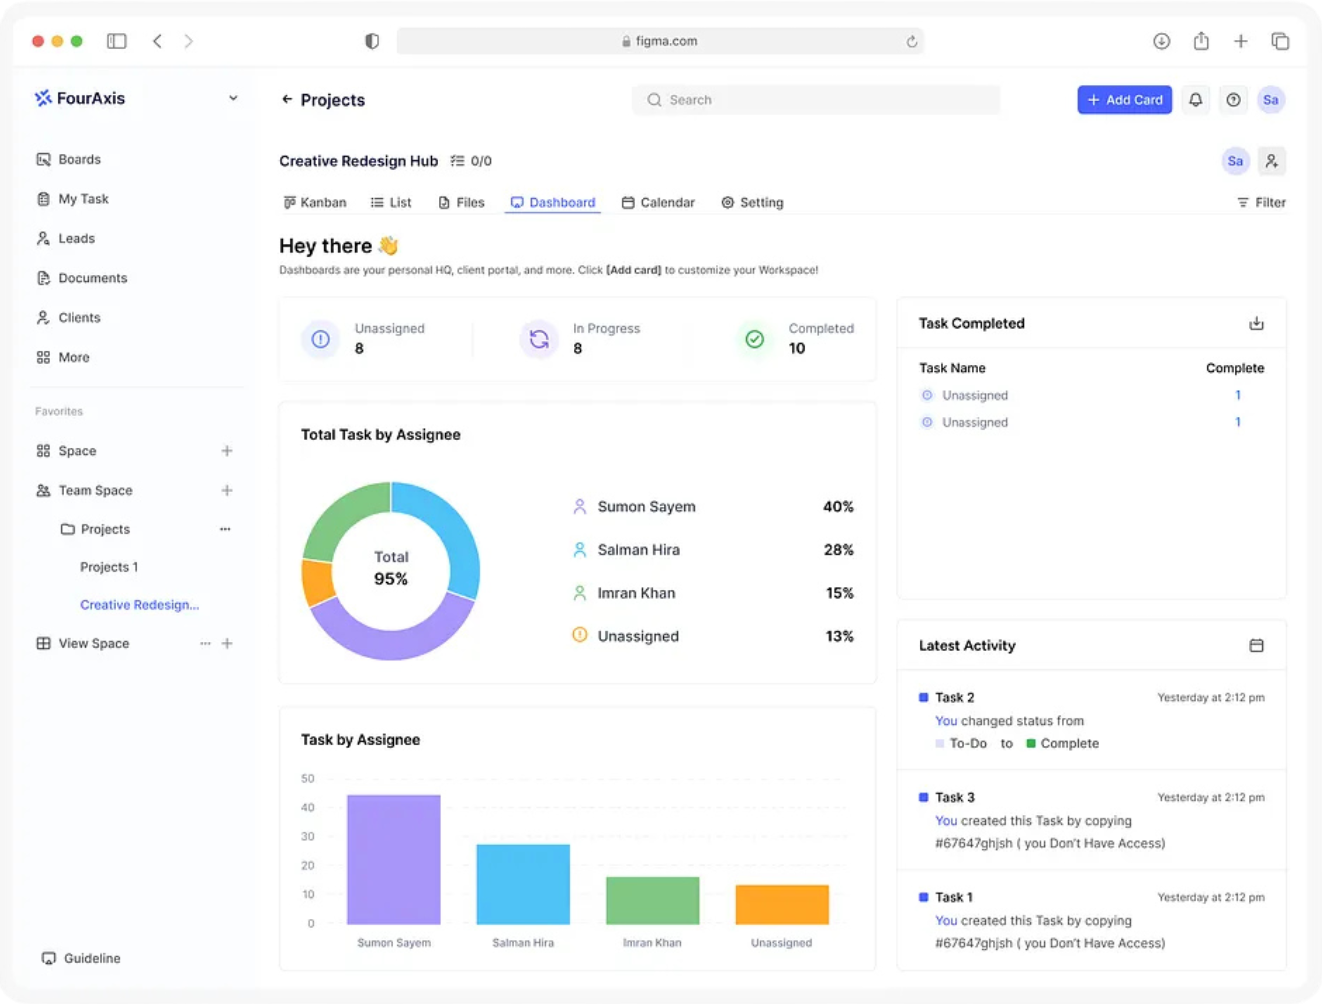 figma.com
FourAxis
Projects
Search
+ Add Card
Sa
Boards
My Task
Leads
Documents
Clients
More
Favorites
Space
Team Space
Projects
Projects 1
Creative Redesign...
View Space
Guideline
Creative Redesign Hub 0/0
Sa
Kanban List Files Dashboard Calendar Setting
Filter
Hey there 👋
Dashboards are your personal HQ, client portal, and more. Click [Add card] to customize your Workspace!
Unassigned
8
In Progress
8
Completed
10
Total Task by Assignee
Total
95%
Sumon Sayem 40%
Salman Hira 28%
Imran Khan 15%
Unassigned 13%
Task by Assignee
50
40
30
20
10
0
Sumon Sayem Salman Hira Imran Khan Unassigned
Task Completed
Task Name Complete
Unassigned 1
Unassigned 1
Latest Activity
Task 2 Yesterday at 2:12 pm
You changed status from
To-Do to Complete
Task 3 Yesterday at 2:12 pm
You created this Task by copying
#67647ghjsh ( you Don't Have Access)
Task 1 Yesterday at 2:12 pm
You created this Task by copying
#67647ghjsh ( you Don't Have Access)